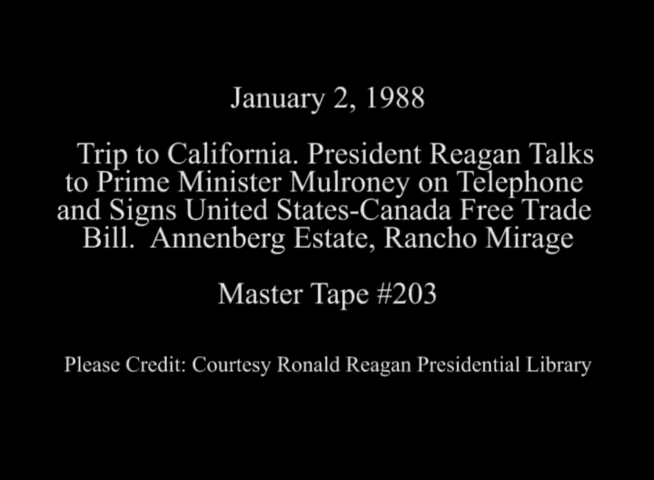 January 2, 1988
Trip to California. President Reagan Talks
to Prime Minister Mulroney on Telephone
and Signs United States-Canada Free Trade
Bill.  Annenberg Estate, Rancho Mirage
Master Tape #203
Please Credit: Courtesy Ronald Reagan Presidential Library